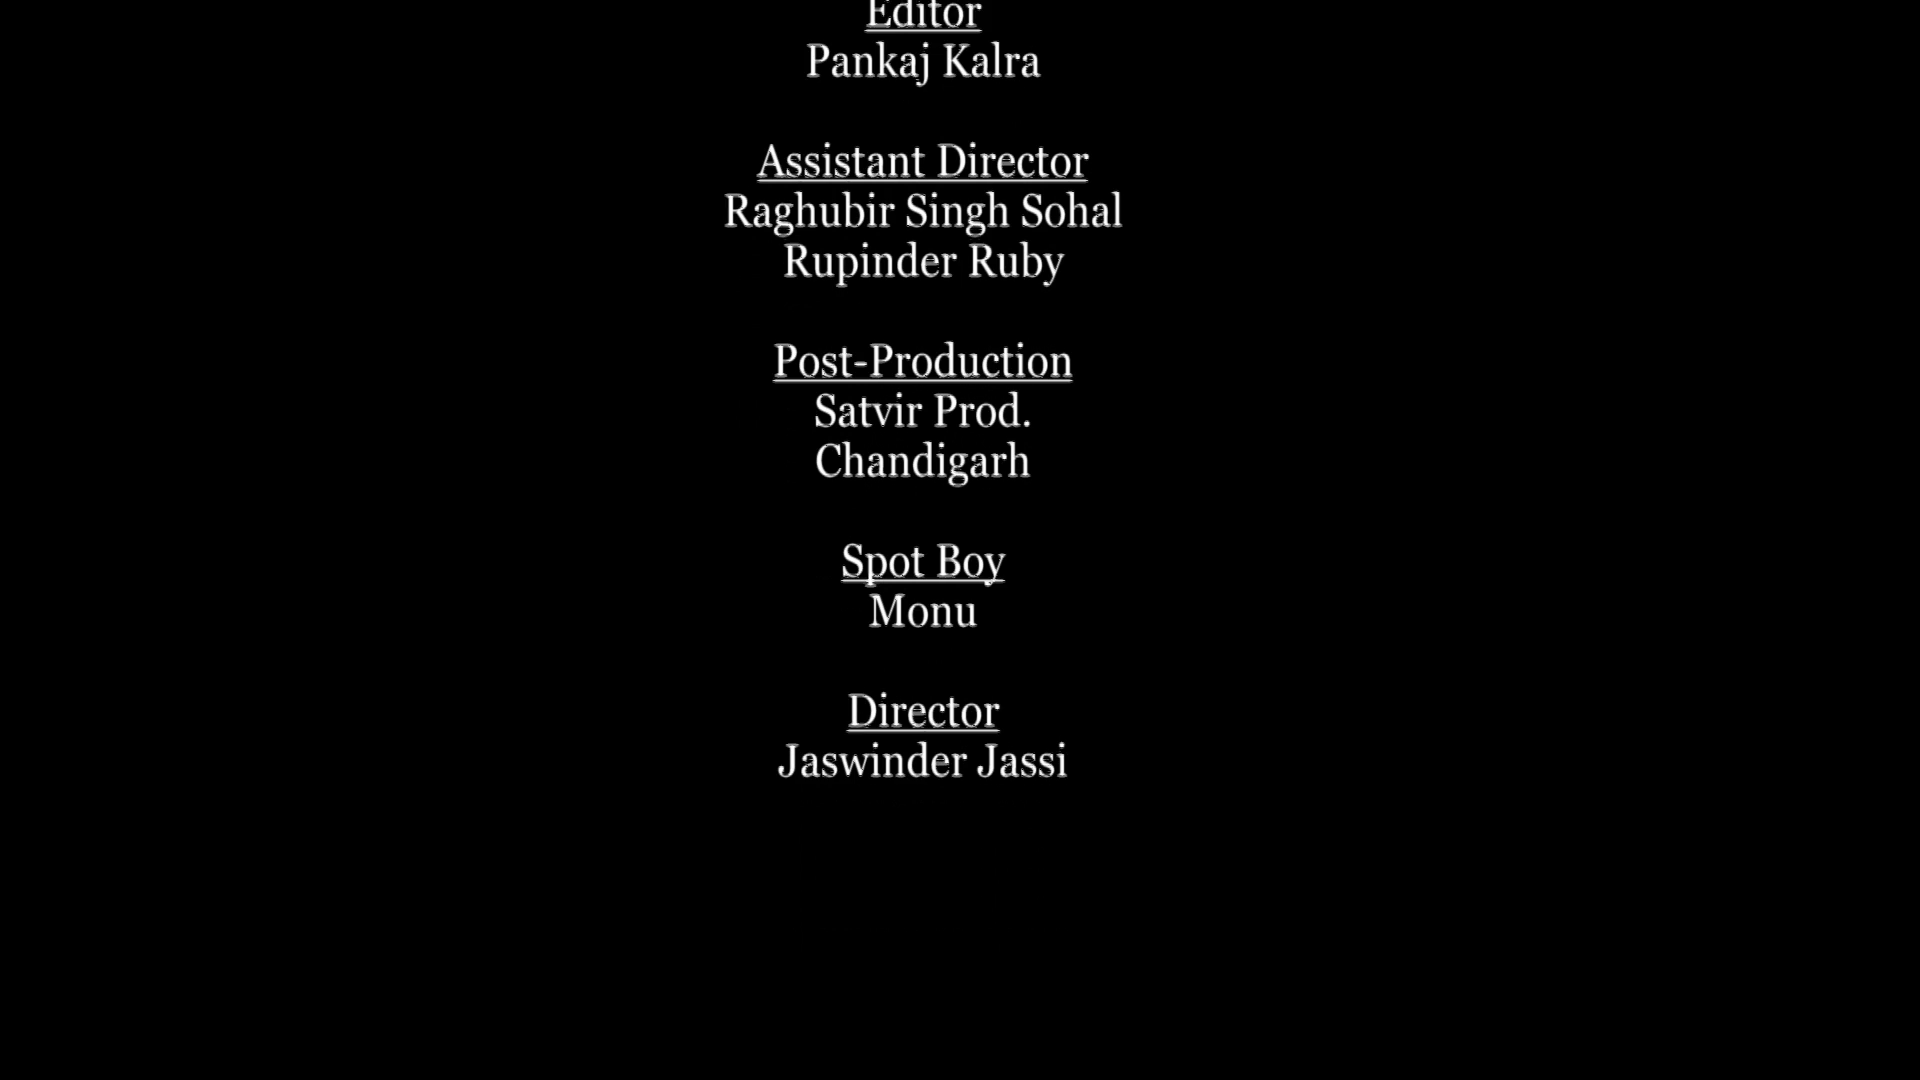 Editor
Pankaj Kalra
Assistant Director
Raghubir Singh Sohal
Rupinder Ruby
Post-Production
Satvir Prod.
Chandigarh
Spot Boy
Monu
Director
Jaswinder Jassi